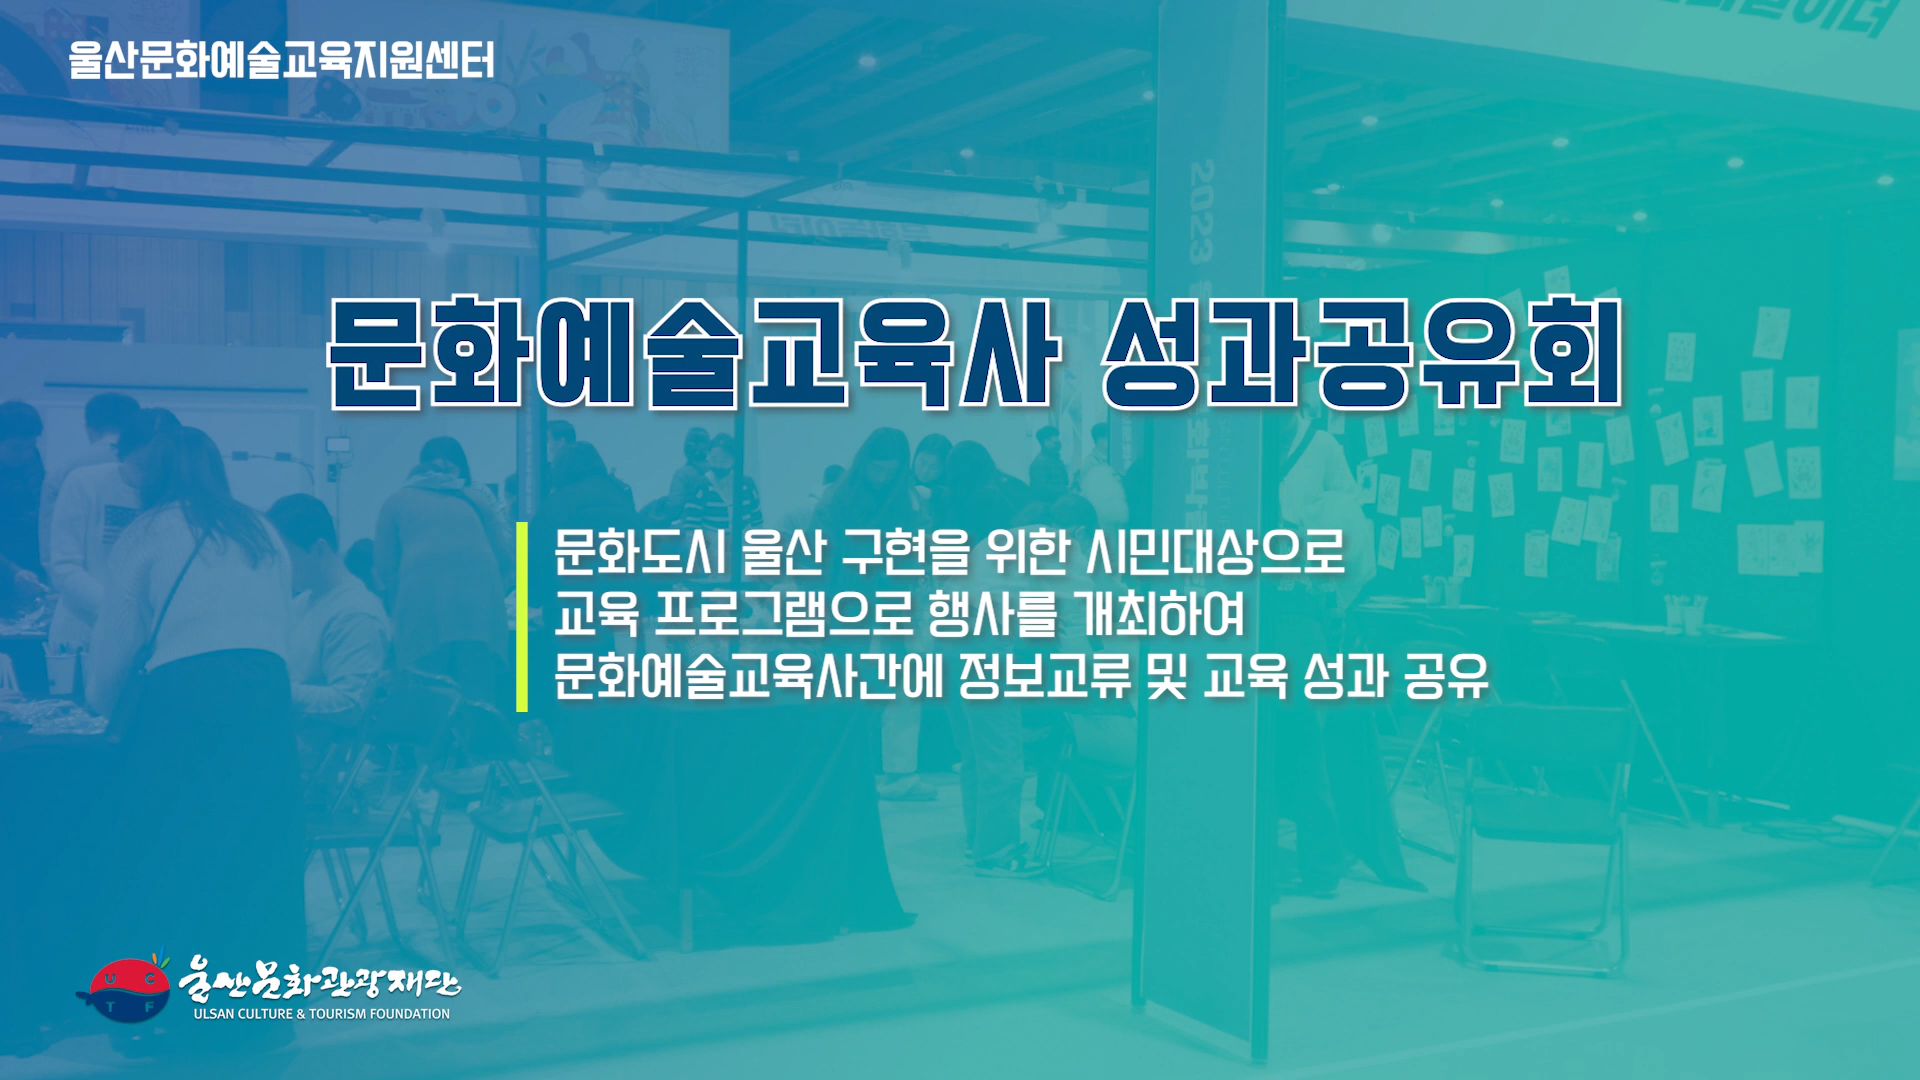 울산문화예술교육지원센터
2023
문화예술교육사 성과공유회
문화도시 울산 구현을 위한 시민대상으로
교육 프로그램으로 행사를 개최하여
문화예술교육사간에 정보교류 및 교육 성과 공유
UCTF
울산문화관광재단
ULSAN CULTURE & TOURISM FOUNDATION